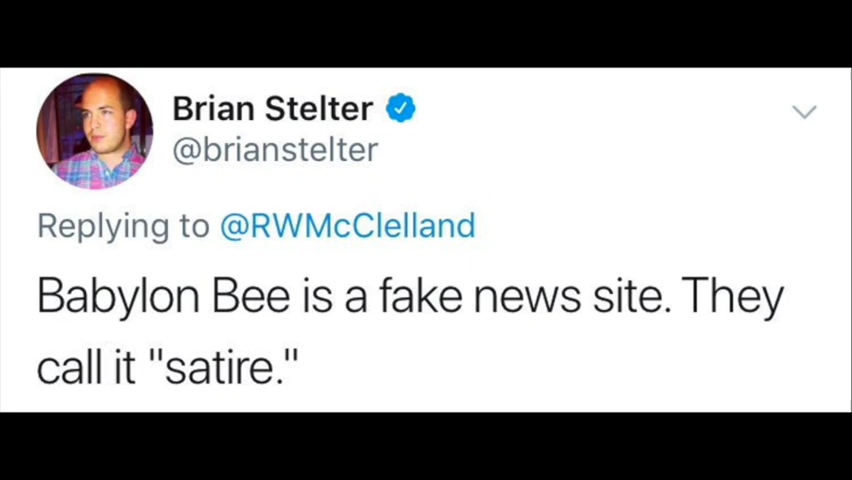 Brian Stelter
@brianstelter
Replying to @RWMcClelland
Babylon Bee is a fake news site. They
call it "satire."